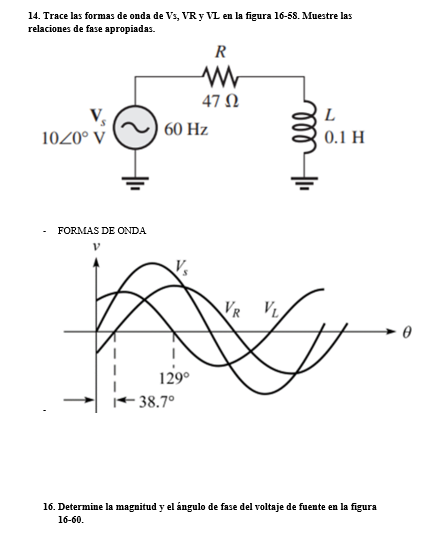 14. Trace las formas de onda de Vs, VR y VL en la figura 16-58. Muestre las
relaciones de fase apropiadas.
R
47 Ω
Vs
10∠0° V
60 Hz
L
0.1 H
- FORMAS DE ONDA
v
Vs
VR
VL
θ
129°
38.7°
-
16. Determine la magnitud y el ángulo de fase del voltaje de fuente en la figura
16-60.